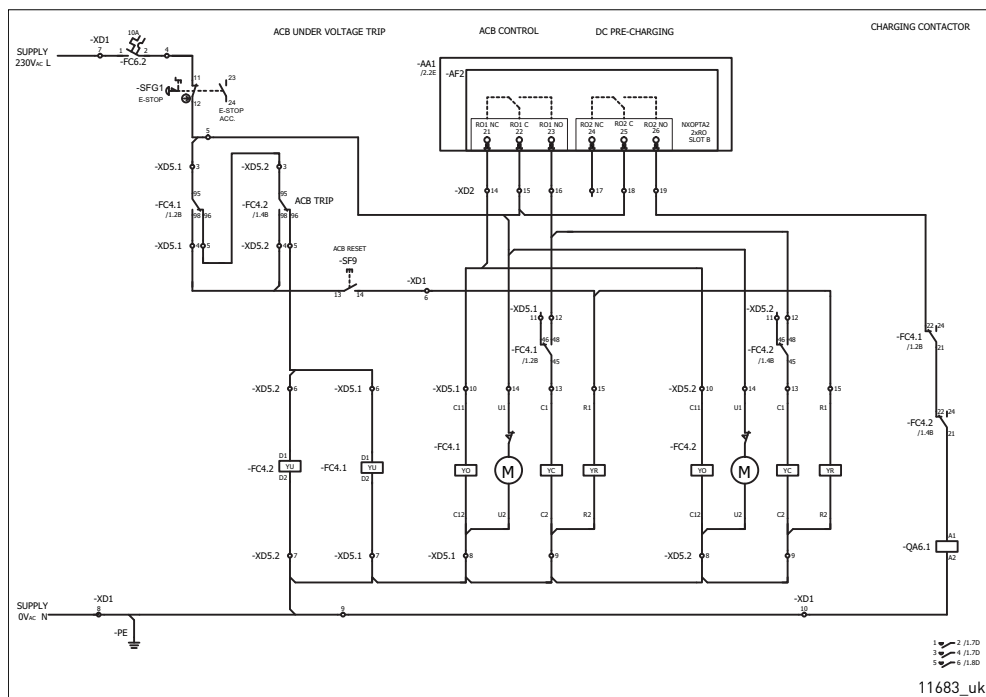 ACB UNDER VOLTAGE TRIP
ACB CONTROL
DC PRE-CHARGING
CHARGING CONTACTOR
10A
-XD1
SUPPLY
7
1
2
4
230VAC L
-FC6.2
-AA1
/2.2E
-AF2
11
23
-SFG1
E-STOP
12
24
E-STOP
ACC.
RO1 NC
RO1 C
RO1 NO
RO2 NC
RO2 C
RO2 NO
21
22
23
24
25
26
NXOPTA2
2xRO
SLOT B
5
-XD5.1
3
-XD5.2
3
-XD2
14
15
16
17
18
19
95
95
-FC4.1
/1.2B
98
96
-FC4.2
/1.4B
98
96
ACB TRIP
-XD5.1
4
5
-XD5.2
4
5
ACB RESET
-SF9
13
14
-XD1
6
-XD5.1
11
12
-XD5.2
11
12
46
48
46
48
-FC4.1
/1.2B
45
-FC4.2
/1.4B
45
22
24
-FC4.1
/1.2B
21
-XD5.2
6
-XD5.1
6
-XD5.1
10
14
13
15
-XD5.2
10
14
13
15
C11
U1
C1
R1
C11
U1
C1
R1
22
24
-FC4.2
/1.4B
21
-FC4.1
-FC4.2
D1
D1
-FC4.2
YU
-FC4.1
YU
D2
D2
YO
M
YC
YR
YO
M
YC
YR
C12
U2
C2
R2
C12
U2
C2
R2
A1
-QA6.1
A2
-XD5.2
7
-XD5.1
7
-XD5.1
8
9
-XD5.2
8
9
SUPPLY
-XD1
8
9
-XD1
10
0VAC N
-PE
1
2 /1.7D
3
4 /1.7D
5
6 /1.8D
11683_uk